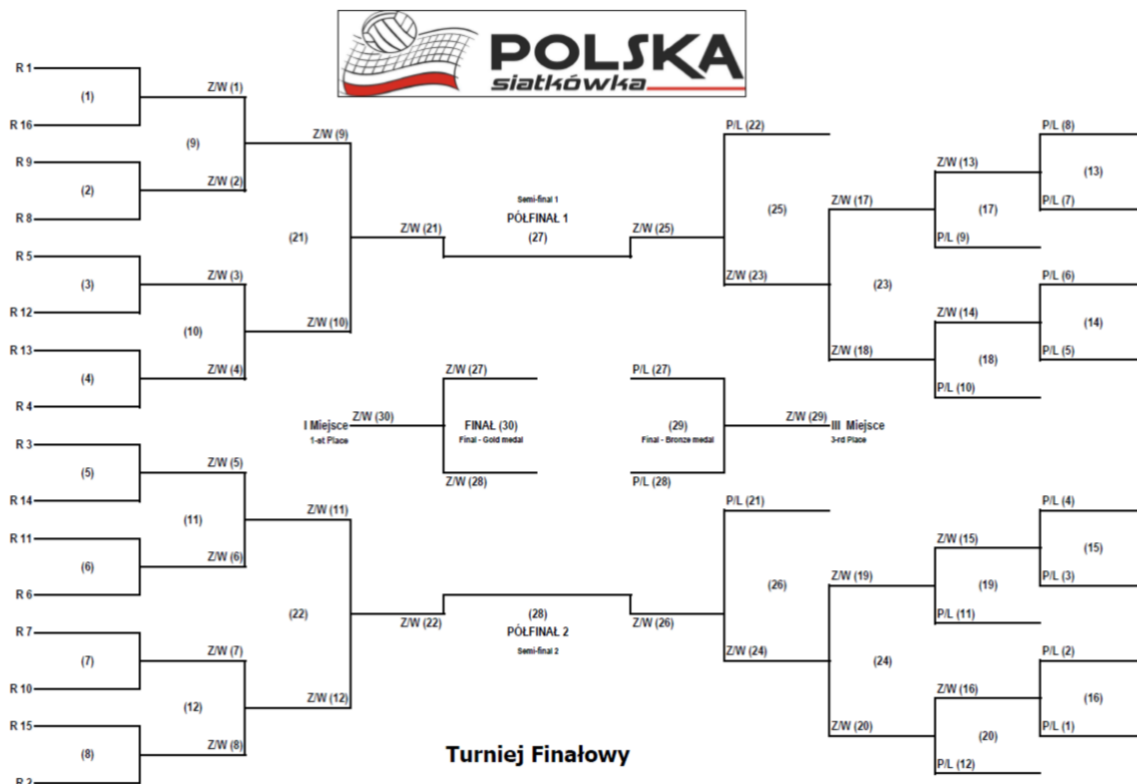 POLSKA
siatkówka
R 1
(1)
Z/W (1)
R 16
(9)
Z/W (9)
R 9
(2)
Z/W (2)
R 8
(21)
Z/W (21)
R 5
(3)
Z/W (3)
R 12
(10)
Z/W (10)
R 13
(4)
Z/W (4)
R 4
Semi-final 1
PÓŁFINAŁ 1
(27)
P/L (22)
(25)
Z/W (25)
Z/W (23)
Z/W (17)
(23)
Z/W (18)
Z/W (13)
(17)
P/L (9)
Z/W (14)
(18)
P/L (10)
P/L (8)
(13)
P/L (7)
P/L (6)
(14)
P/L (5)
I Miejsce
1-st Place
Z/W (30)
Z/W (27)
FINAŁ (30)
Final - Gold medal
Z/W (28)
P/L (27)
(29)
Final - Bronze medal
P/L (28)
Z/W (29)
III Miejsce
3-rd Place
R 3
(5)
Z/W (5)
R 14
(11)
Z/W (11)
R 11
(6)
Z/W (6)
R 6
(22)
Z/W (22)
R 7
(7)
Z/W (7)
R 10
(12)
Z/W (12)
R 15
(8)
Z/W (8)
R 2
(28)
PÓŁFINAŁ 2
Semi-final 2
P/L (21)
(26)
Z/W (26)
Z/W (24)
Z/W (19)
(24)
Z/W (20)
Z/W (15)
(19)
P/L (11)
Z/W (16)
(20)
P/L (12)
P/L (4)
(15)
P/L (3)
P/L (2)
(16)
P/L (1)
Turniej Finałowy